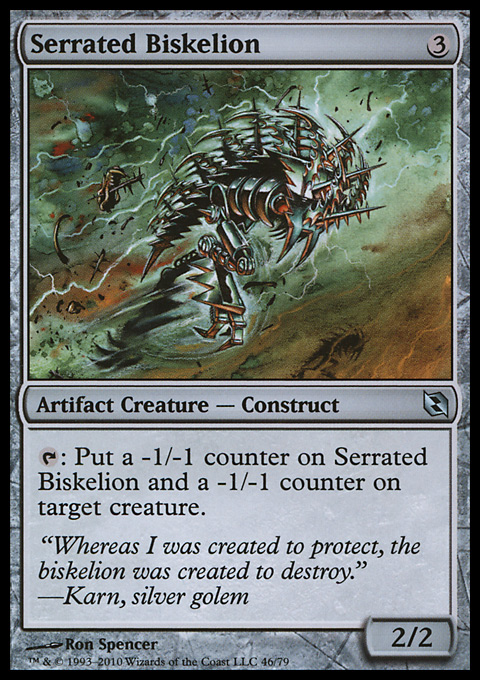 Serrated Biskelion 3
Artifact Creature — Construct
: Put a -1/-1 counter on Serrated
Biskelion and a -1/-1 counter on
target creature.
“Whereas I was created to protect, the
biskelion was created to destroy.”
—Karn, silver golem
Ron Spencer
2/2
™ & © 1993–2010 Wizards of the Coast LLC 46/79